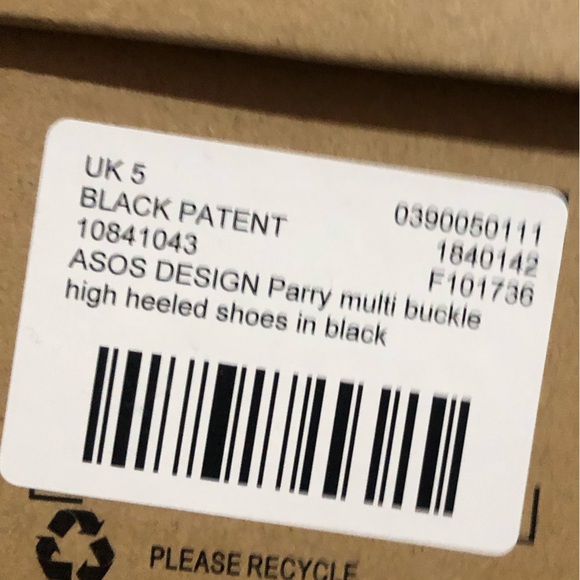 UK 5
BLACK PATENT 0390050111
10841043 1840142
ASOS DESIGN Parry multi buckle F101736
high heeled shoes in black
PLEASE RECYCLE